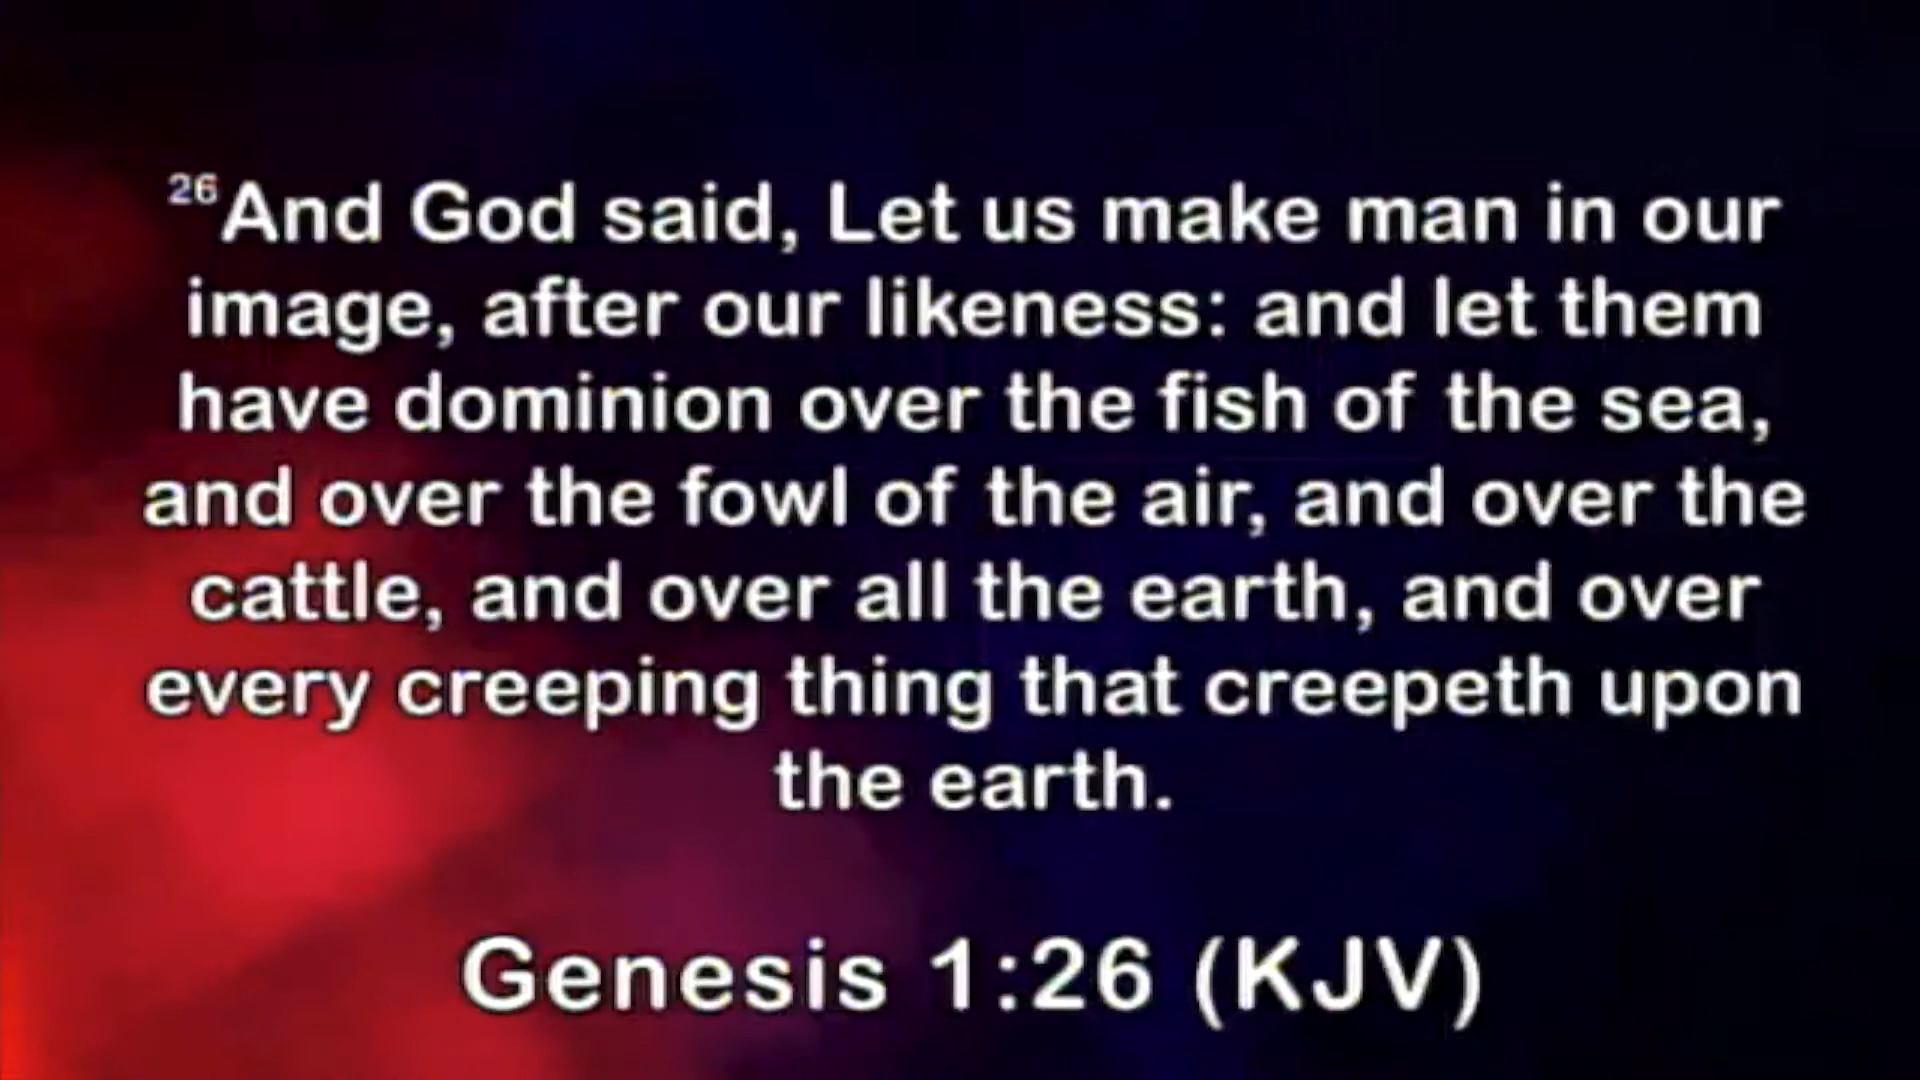 26And God said, Let us make man in our
image, after our likeness: and let them
have dominion over the fish of the sea,
and over the fowl of the air, and over the
cattle, and over all the earth, and over
every creeping thing that creepeth upon
the earth.
Genesis 1:26 (KJV)